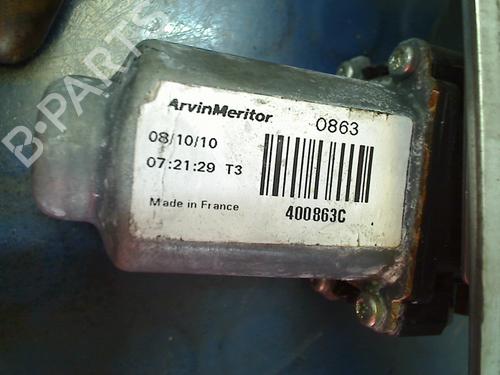 B-PARTS
ArvinMeritor 0863
08/10/10
07:21:29 T3
Made in France
400863C